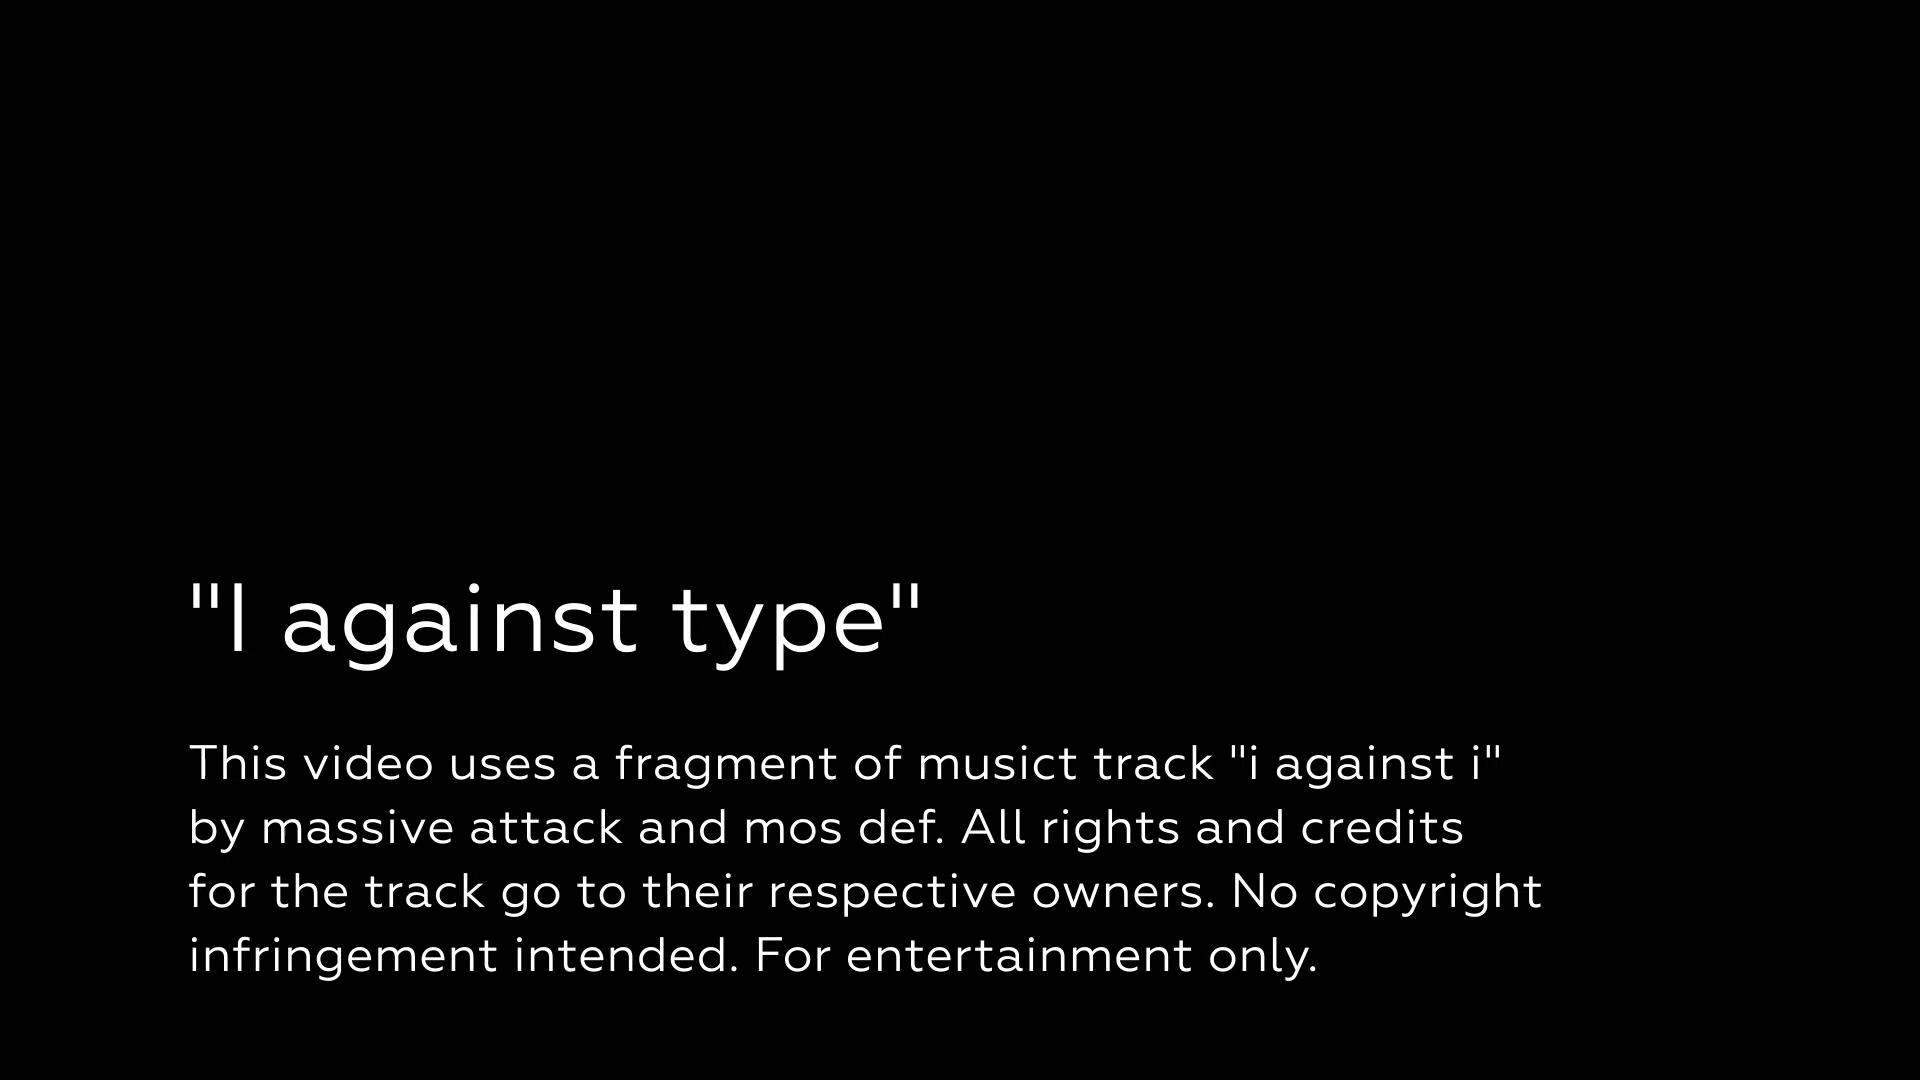 "I against type"
This video uses a fragment of musict track "i against i"
by massive attack and mos def. All rights and credits
for the track go to their respective owners. No copyright
infringement intended. For entertainment only.